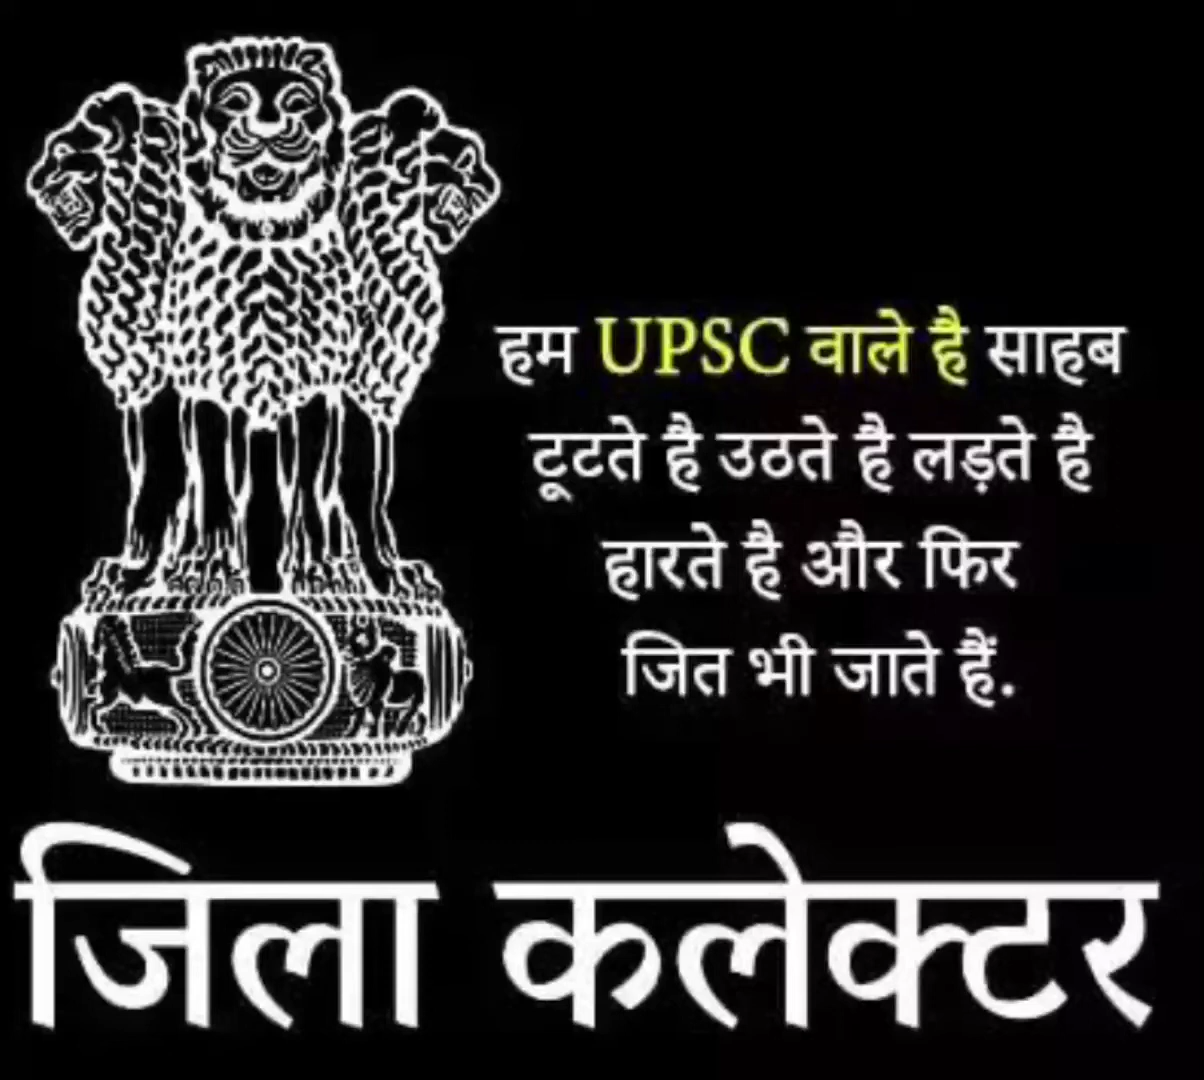 हम UPSC वाले है साहब
टूटते है उठते है लड़ते है
हारते है और फिर
जित भी जाते हैं.
जिला कलेक्टर